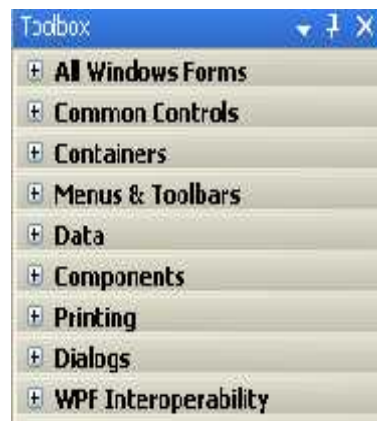 Toolbox
All Windows Forms
Common Controls
Containers
Menus & Toolbars
Data
Components
Printing
Dialogs
WPF Interoperability